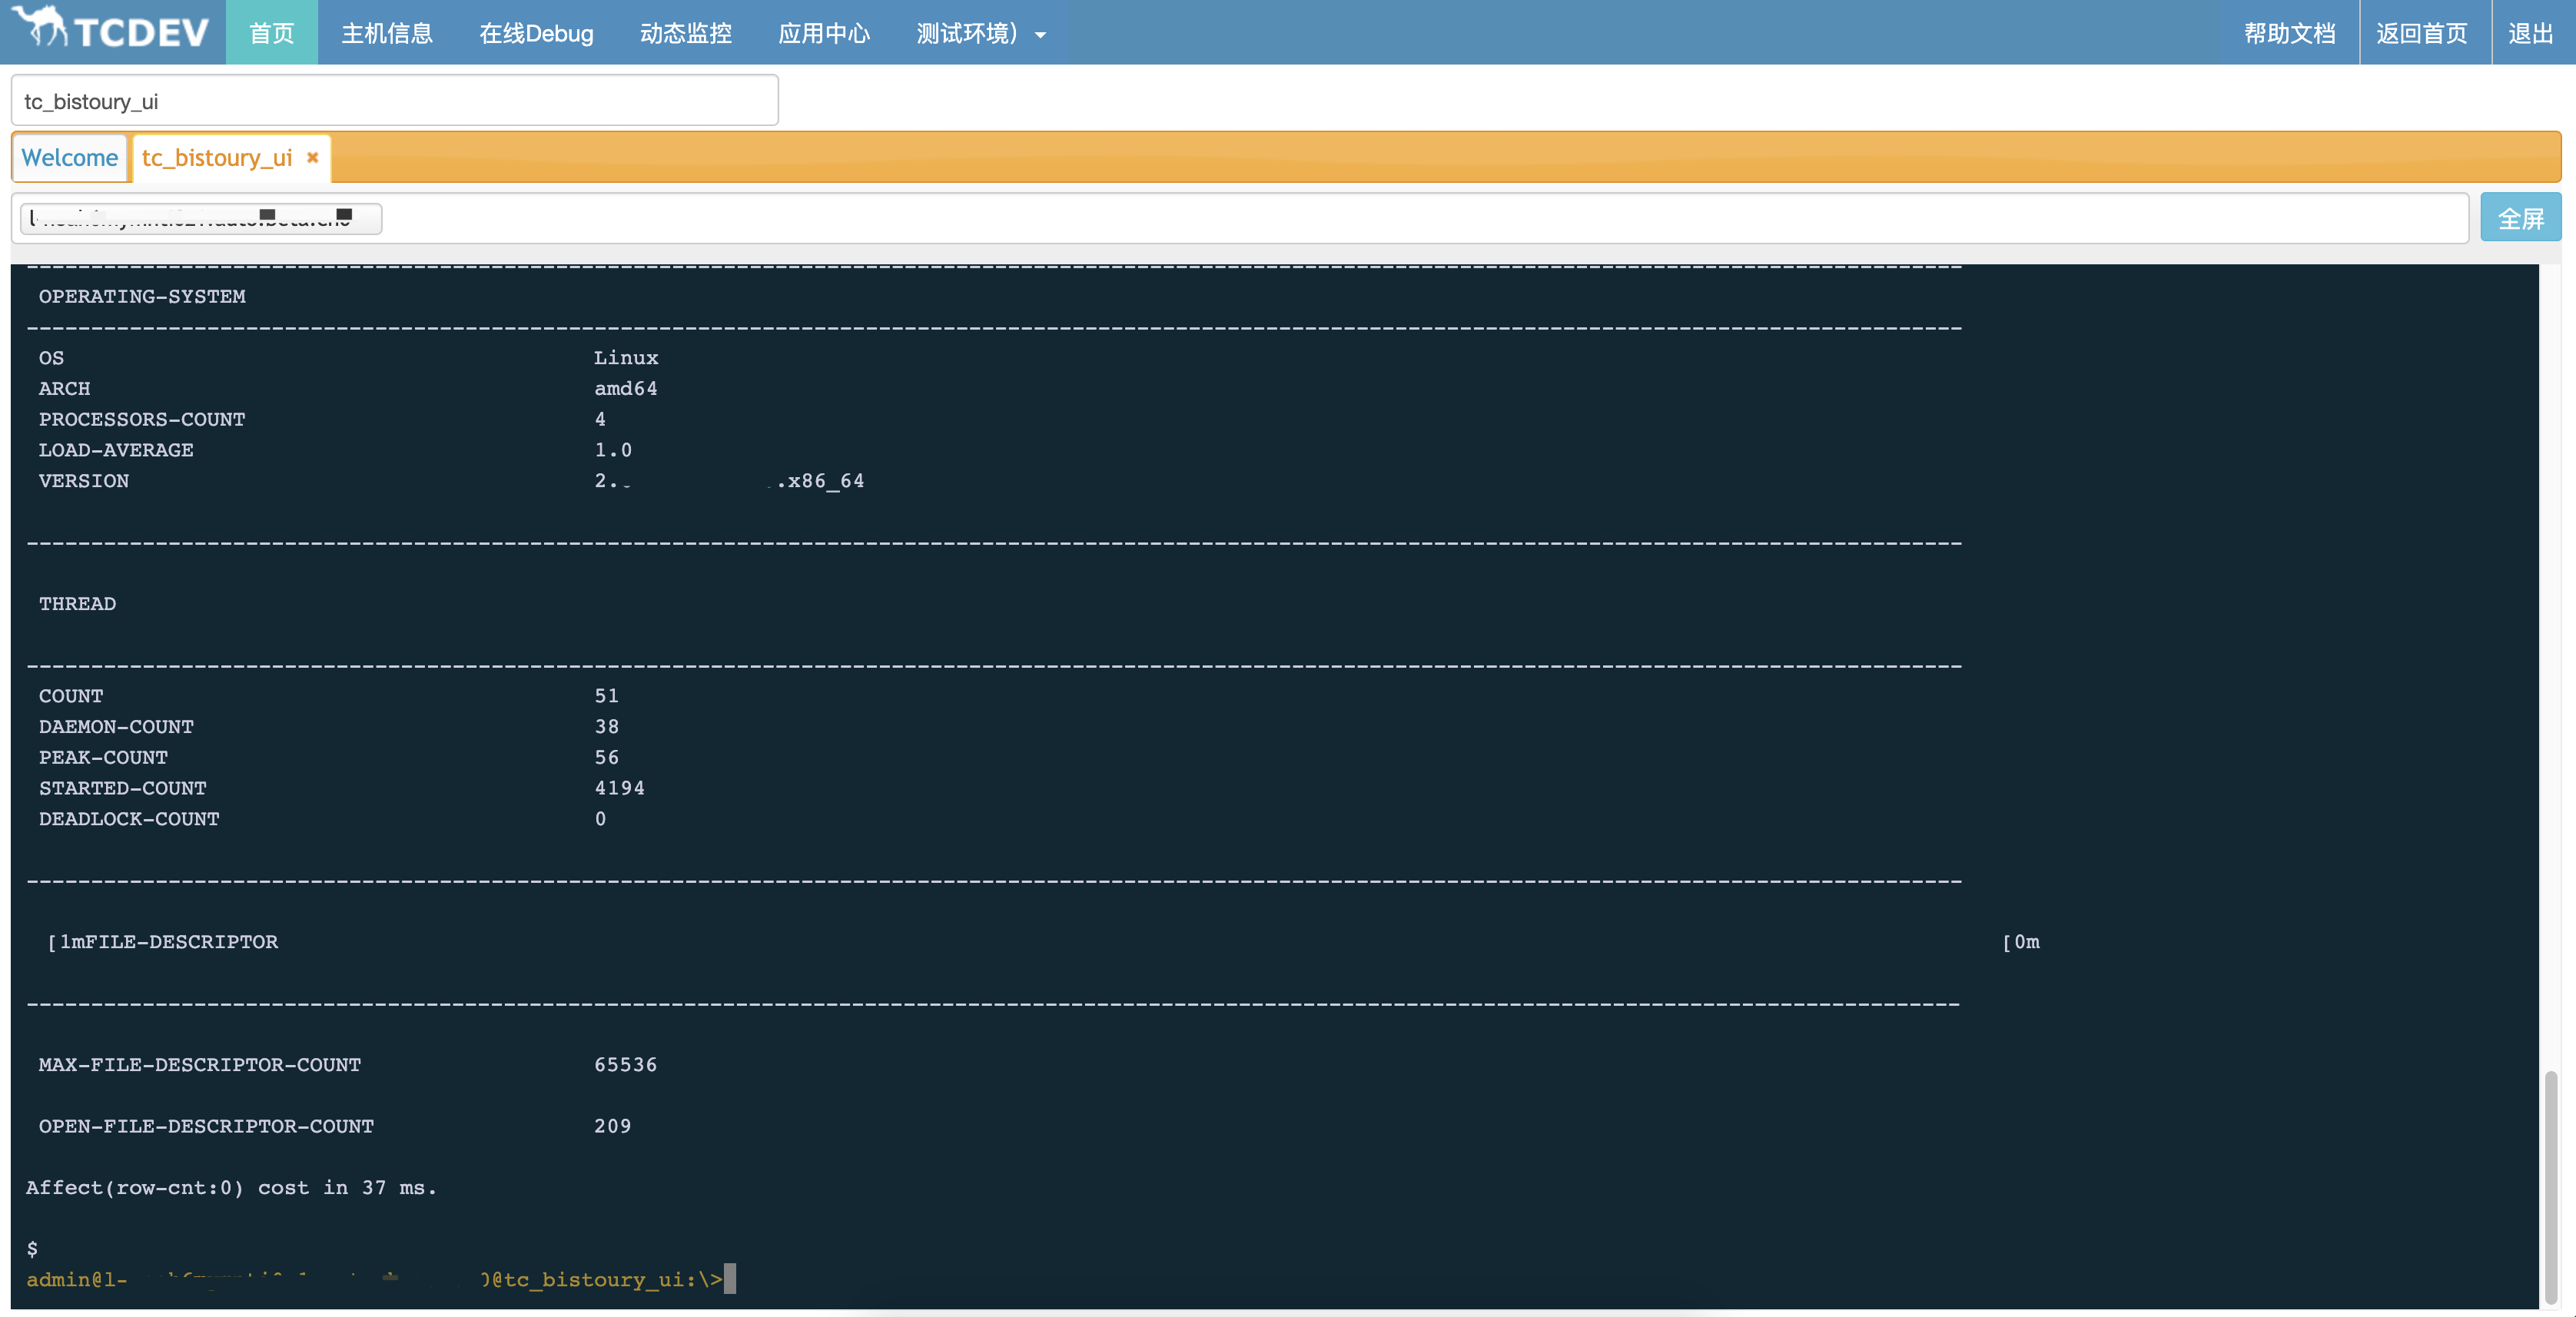 TCDEV 首页 主机信息 在线Debug 动态监控 应用中心 测试环境) 帮助文档 返回首页 退出
tc_bistoury_ui
Welcome tc_bistoury_ui ×
全屏
OPERATING-SYSTEM
OS Linux
ARCH amd64
PROCESSORS-COUNT 4
LOAD-AVERAGE 1.0
VERSION 2. .x86_64
THREAD
COUNT 51
DAEMON-COUNT 38
PEAK-COUNT 56
STARTED-COUNT 4194
DEADLOCK-COUNT 0
[1mFILE-DESCRIPTOR [0m
MAX-FILE-DESCRIPTOR-COUNT 65536
OPEN-FILE-DESCRIPTOR-COUNT 209
Affect(row-cnt:0) cost in 37 ms.
$
admin@l- @tc_bistoury_ui:\>